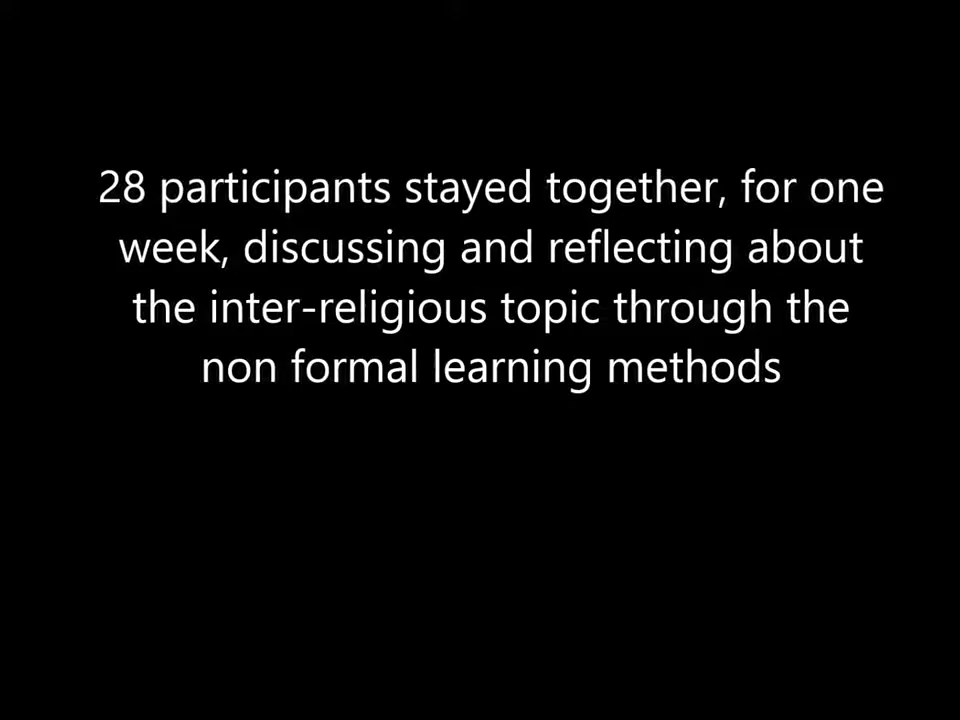 28 participants stayed together, for one
week, discussing and reflecting about
the inter-religious topic through the
non formal learning methods